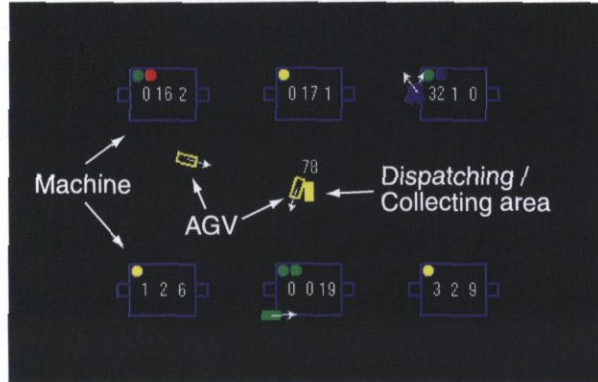 0 16 2
0 17 1
32 1 0
78
Machine
AGV
Dispatching /
Collecting area
1 2 6
0 0 19
3 2 9